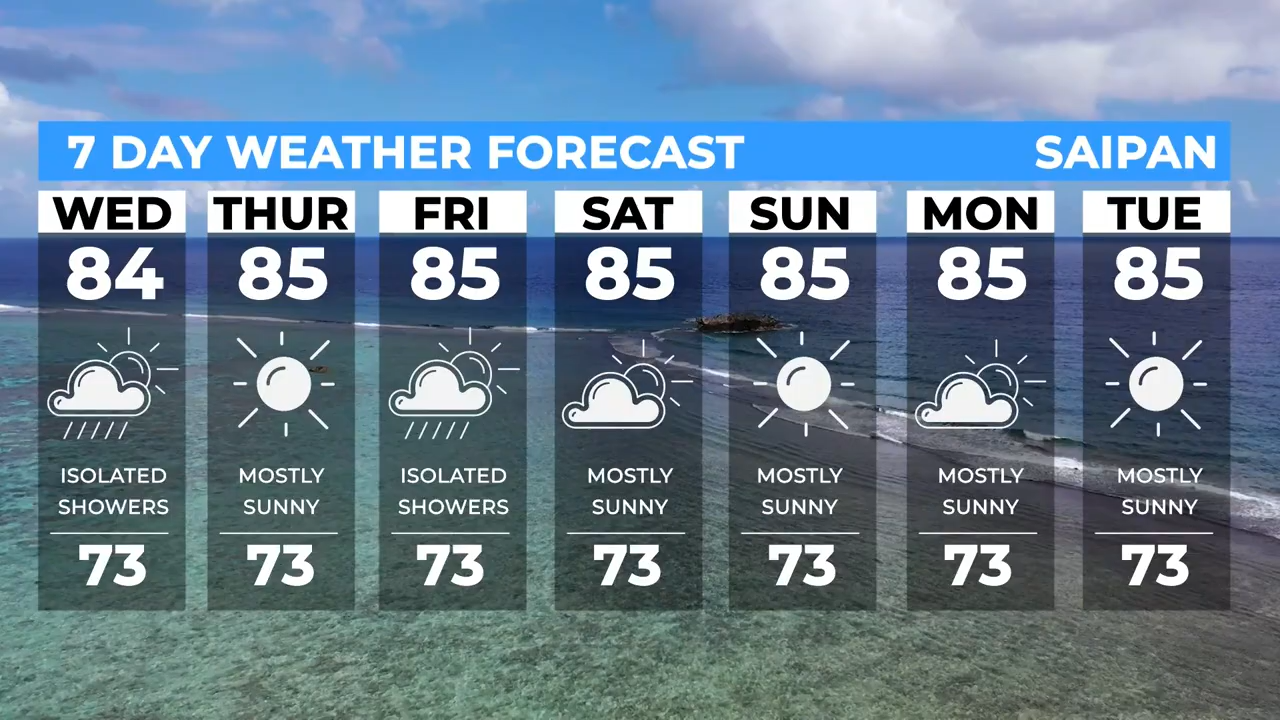 7 DAY WEATHER FORECAST SAIPAN
WED THUR FRI SAT SUN MON TUE
84 85 85 85 85 85 85
ISOLATED MOSTLY ISOLATED MOSTLY MOSTLY MOSTLY MOSTLY
SHOWERS SUNNY SHOWERS SUNNY SUNNY SUNNY SUNNY
73 73 73 73 73 73 73